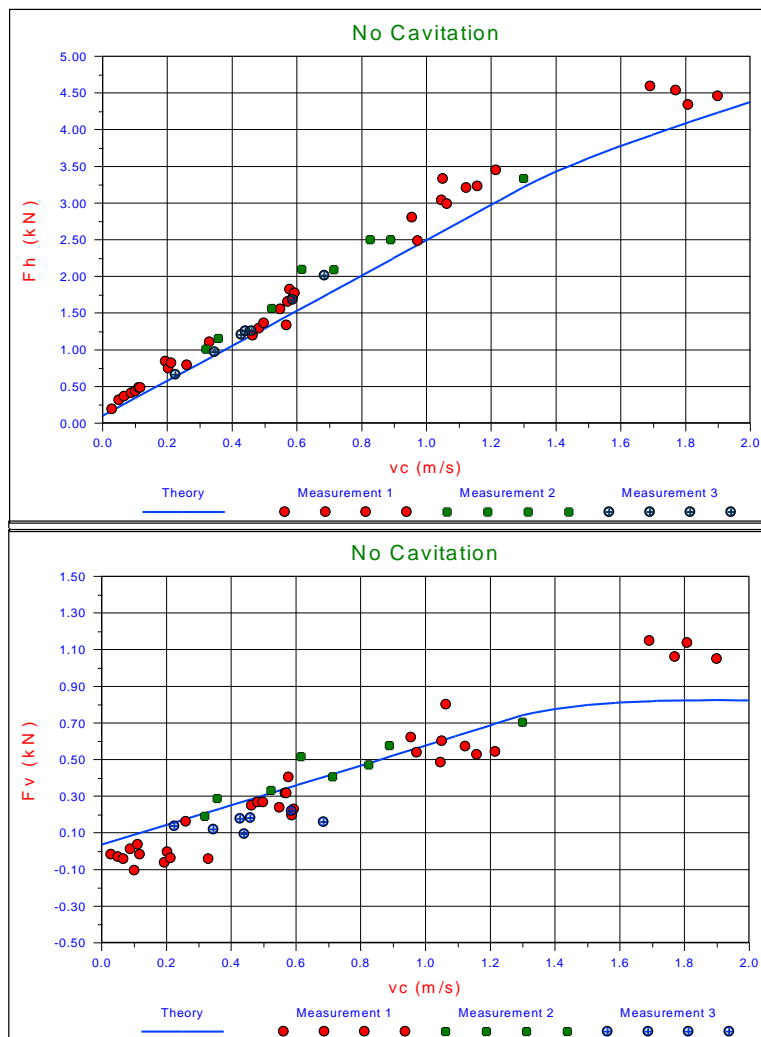 No Cavitation
5.00
4.50
4.00
3.50
3.00
2.50
2.00
1.50
1.00
0.50
0.00
Fh (kN)
0.0 0.2 0.4 0.6 0.8 1.0 1.2 1.4 1.6 1.8 2.0
vc (m/s)
Theory Measurement 1 Measurement 2 Measurement 3
No Cavitation
1.50
1.30
1.10
0.90
0.70
0.50
0.30
0.10
-0.10
-0.30
-0.50
Fv (kN)
0.0 0.2 0.4 0.6 0.8 1.0 1.2 1.4 1.6 1.8 2.0
vc (m/s)
Theory Measurement 1 Measurement 2 Measurement 3